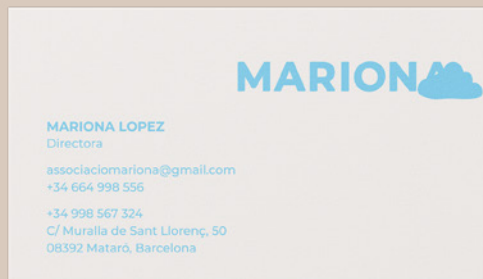 MARIONA
MARIONA LOPEZ
Directora
associaciomariona@gmail.com
+34 664 998 556
+34 998 567 324
C/ Muralla de Sant Llorenç, 50
08392 Mataró, Barcelona